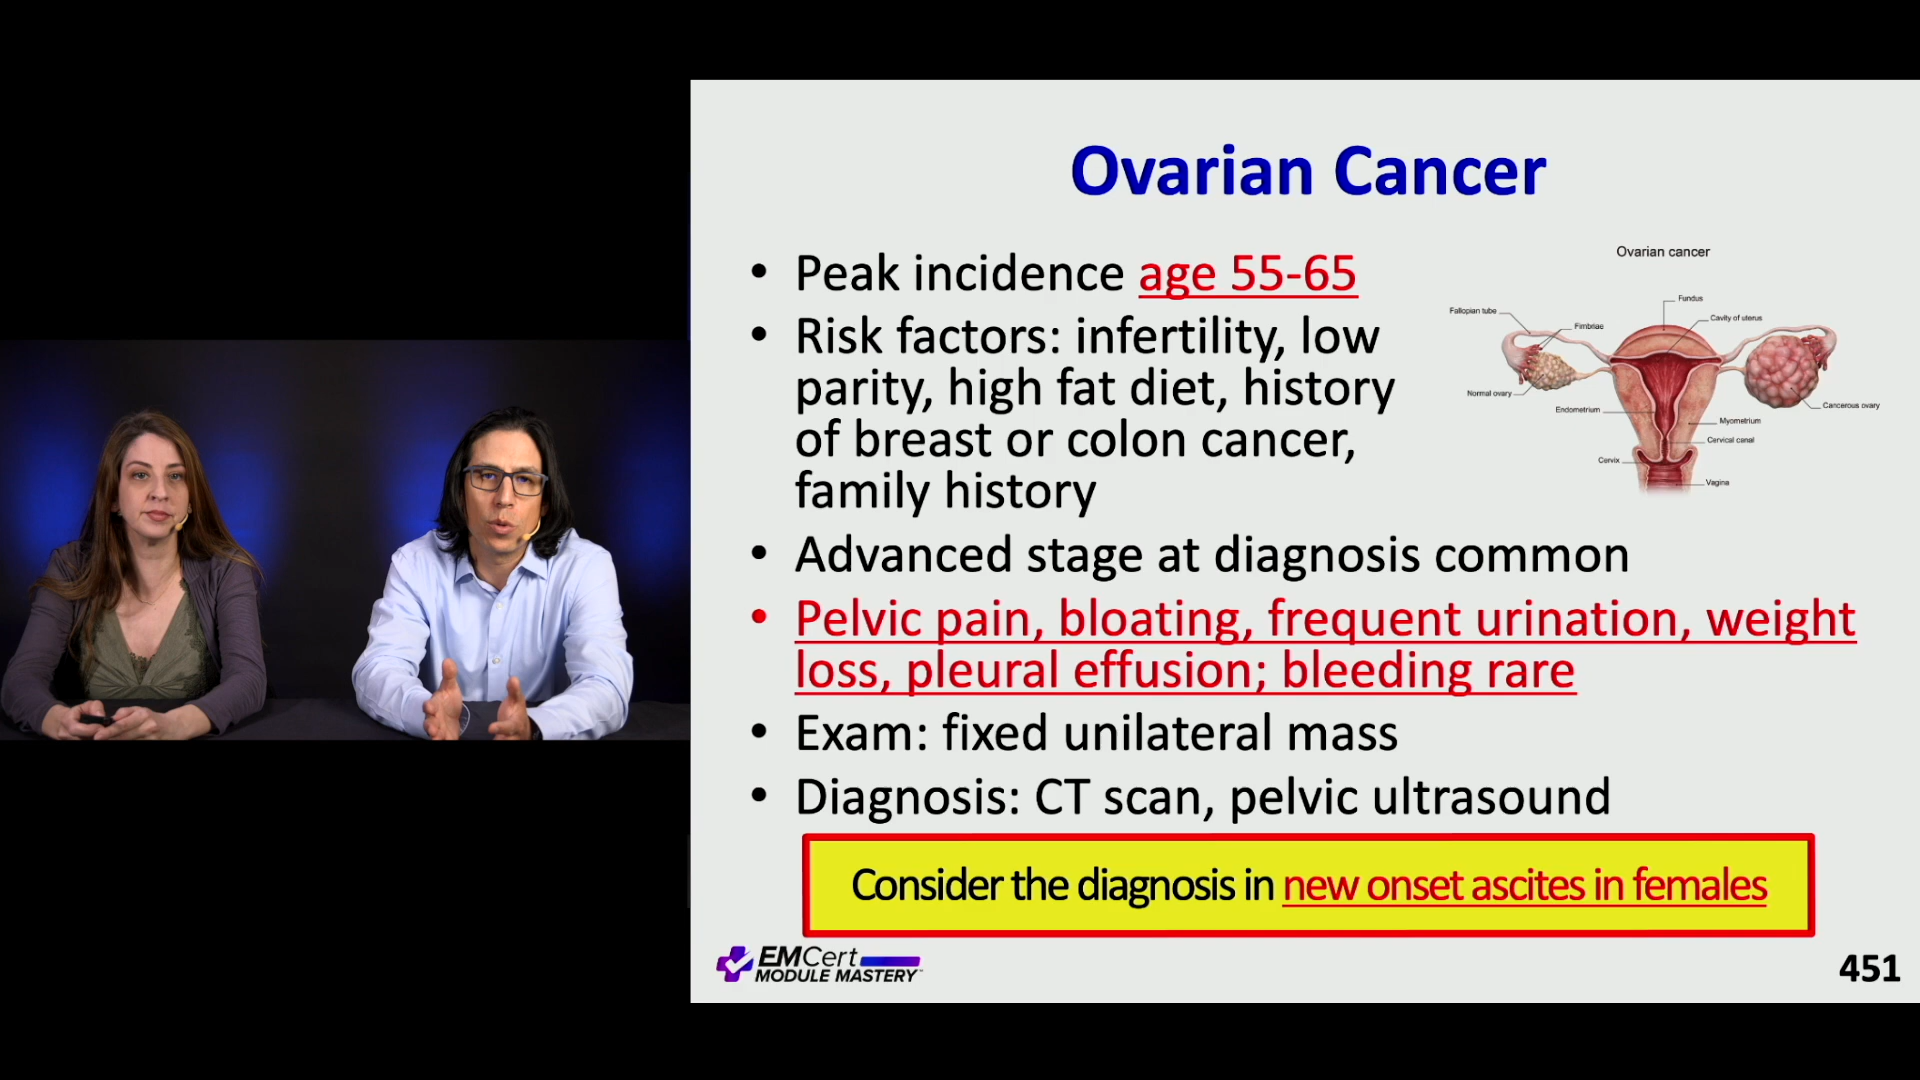 Ovarian Cancer
• Peak incidence age 55-65
• Risk factors: infertility, low
parity, high fat diet, history
of breast or colon cancer,
family history
• Advanced stage at diagnosis common
• Pelvic pain, bloating, frequent urination, weight
loss, pleural effusion; bleeding rare
• Exam: fixed unilateral mass
• Diagnosis: CT scan, pelvic ultrasound
Consider the diagnosis in new onset ascites in females
Ovarian cancer
Fundus
Fallopian tube
Cavity of uterus
Fimbriae
Normal ovary
Cancerous ovary
Endometrium
Myometrium
Cervical canal
Cervix
Vagina
EMCert
MODULE MASTERY
451